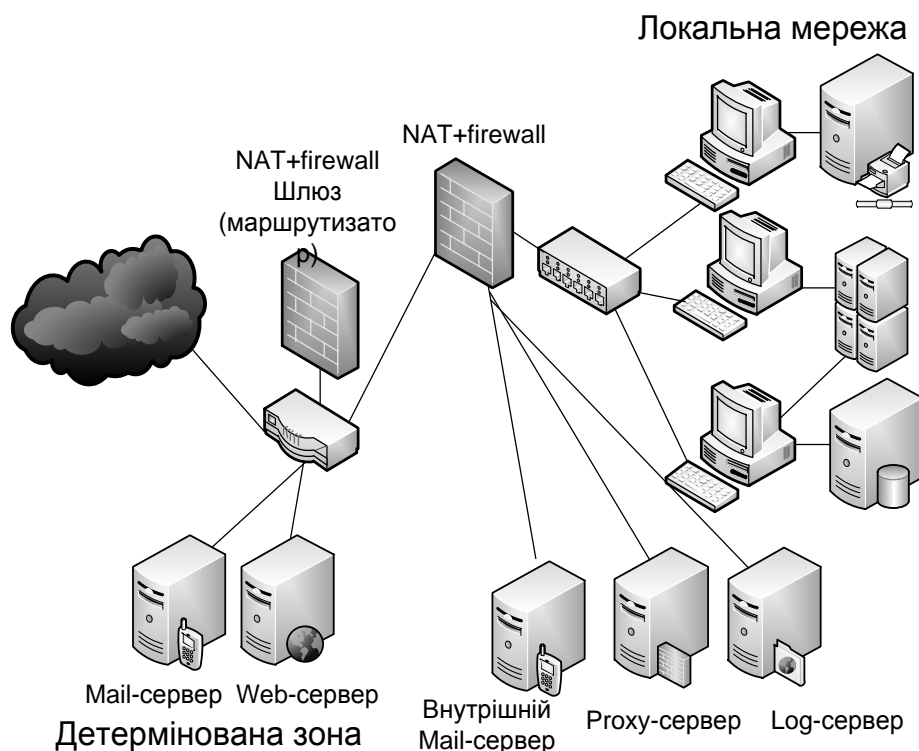 Локальна мережа
NAT+firewall
NAT+firewall
Шлюз
(маршрутизато
р)
Mail-сервер
Web-сервер
Детермінована зона
Внутрішній
Mail-сервер
Proxy-сервер
Log-сервер